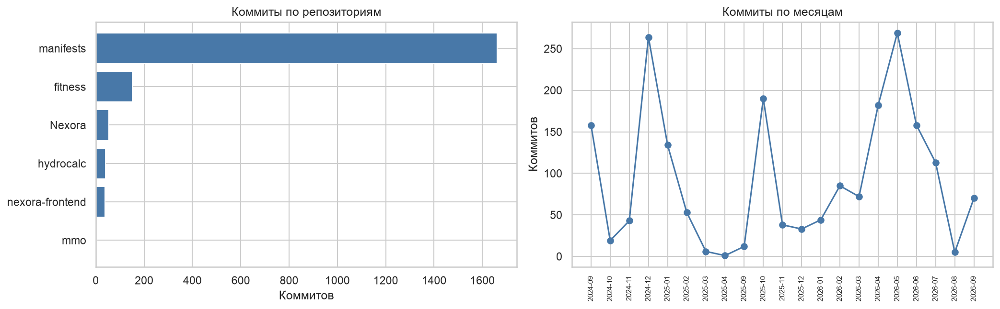 Коммиты по репозиториям
manifests
fitness
Nexora
hydrocalc
nexora-frontend
mmo
0 200 400 600 800 1000 1200 1400 1600
Коммитов
Коммиты по месяцам
Коммитов
250
200
150
100
50
0
2024-09
2024-10
2024-11
2024-12
2025-01
2025-02
2025-03
2025-04
2025-09
2025-10
2025-11
2025-12
2026-01
2026-02
2026-03
2026-04
2026-05
2026-06
2026-07
2026-08
2026-09